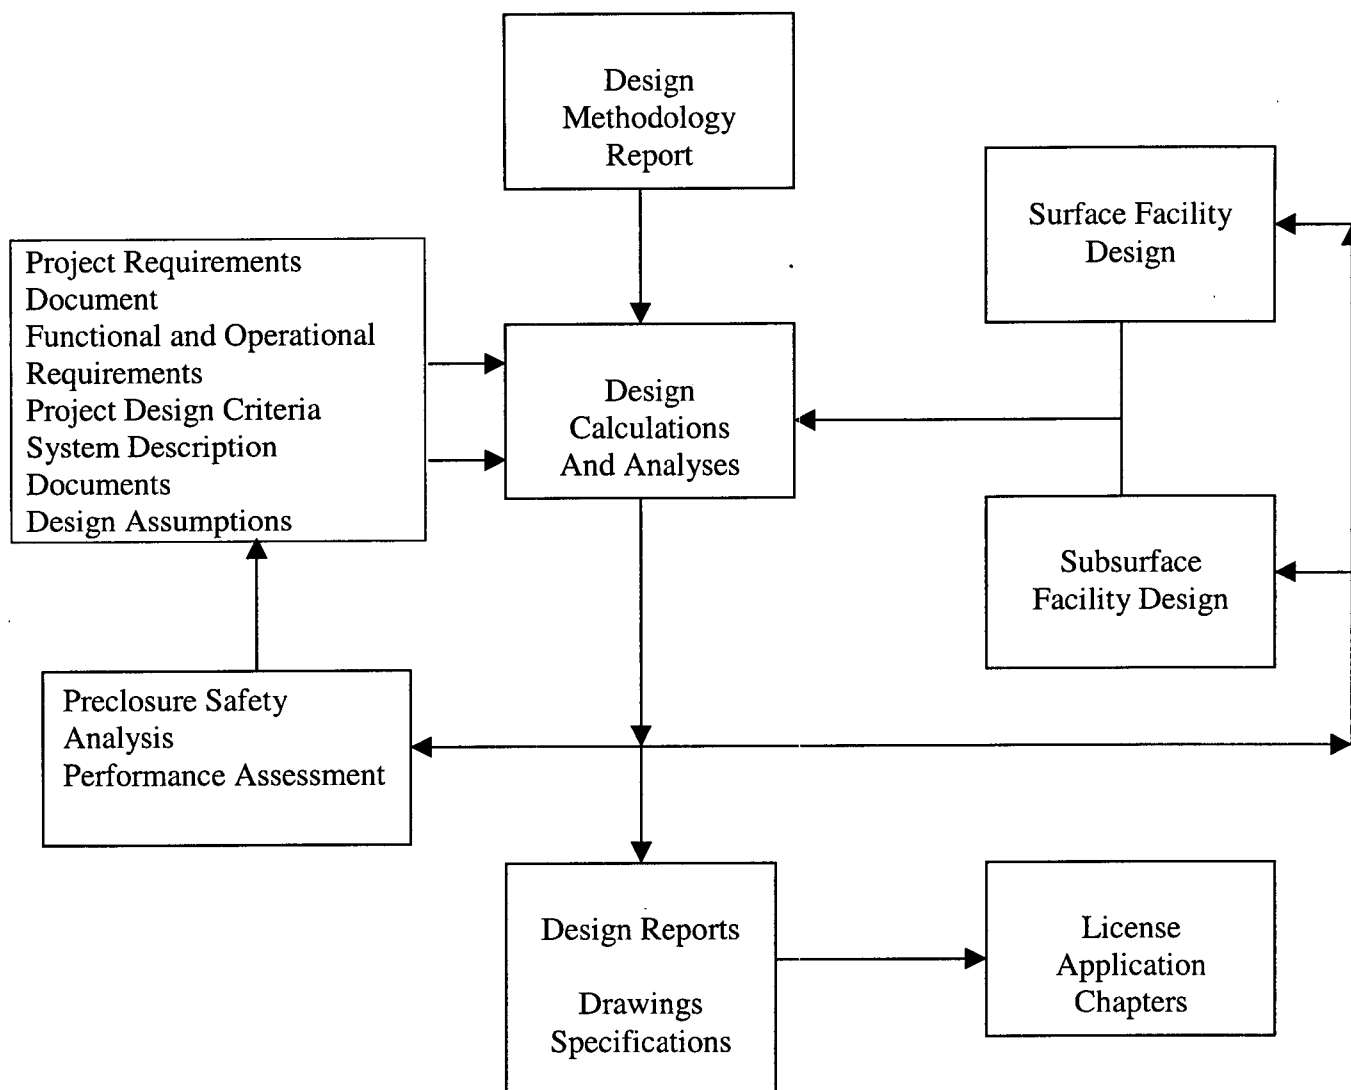 Design
Methodology
Report
Surface Facility
Design
Project Requirements
Document
Functional and Operational
Requirements
Project Design Criteria
System Description
Documents
Design Assumptions
Design
Calculations
And Analyses
Subsurface
Facility Design
Preclosure Safety
Analysis
Performance Assessment
Design Reports
Drawings
Specifications
License
Application
Chapters